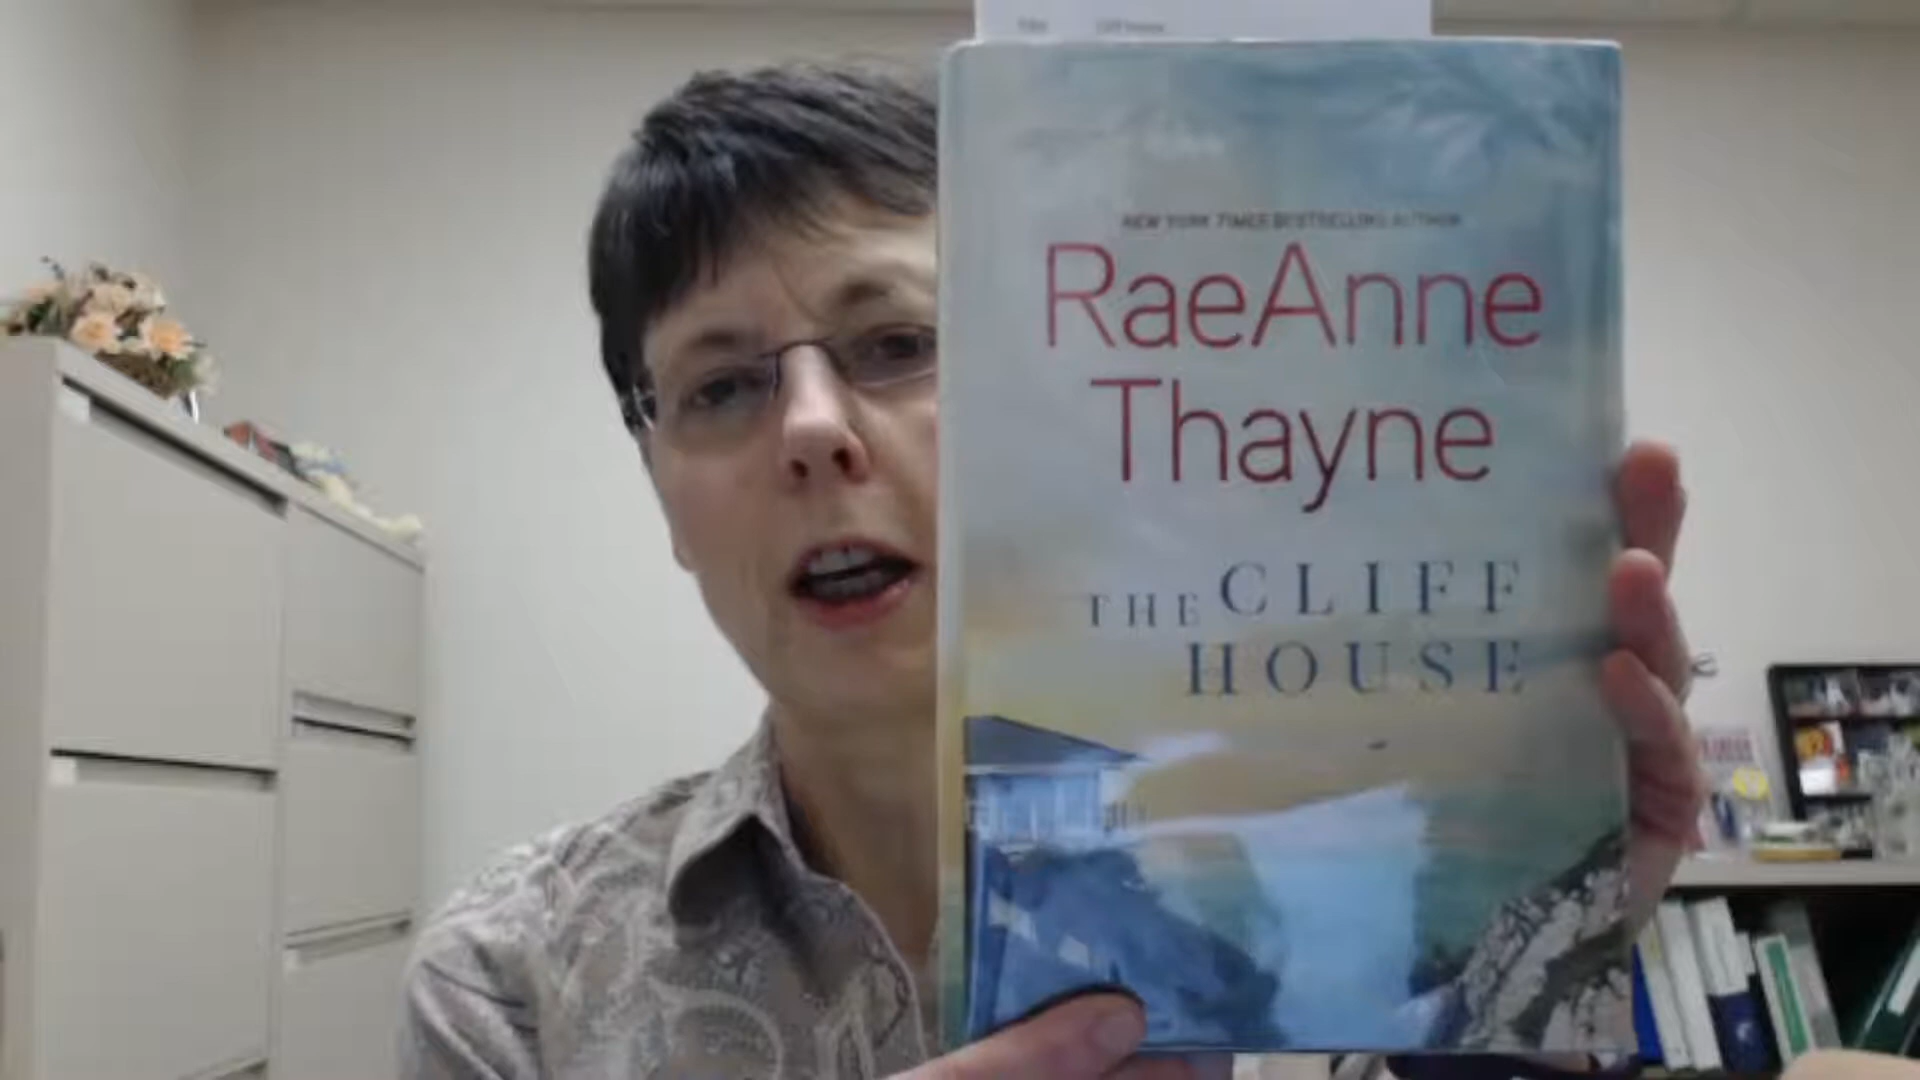 NEW YORK TIMES BESTSELLING AUTHOR
RaeAnne
Thayne
THE CLIFF
HOUSE